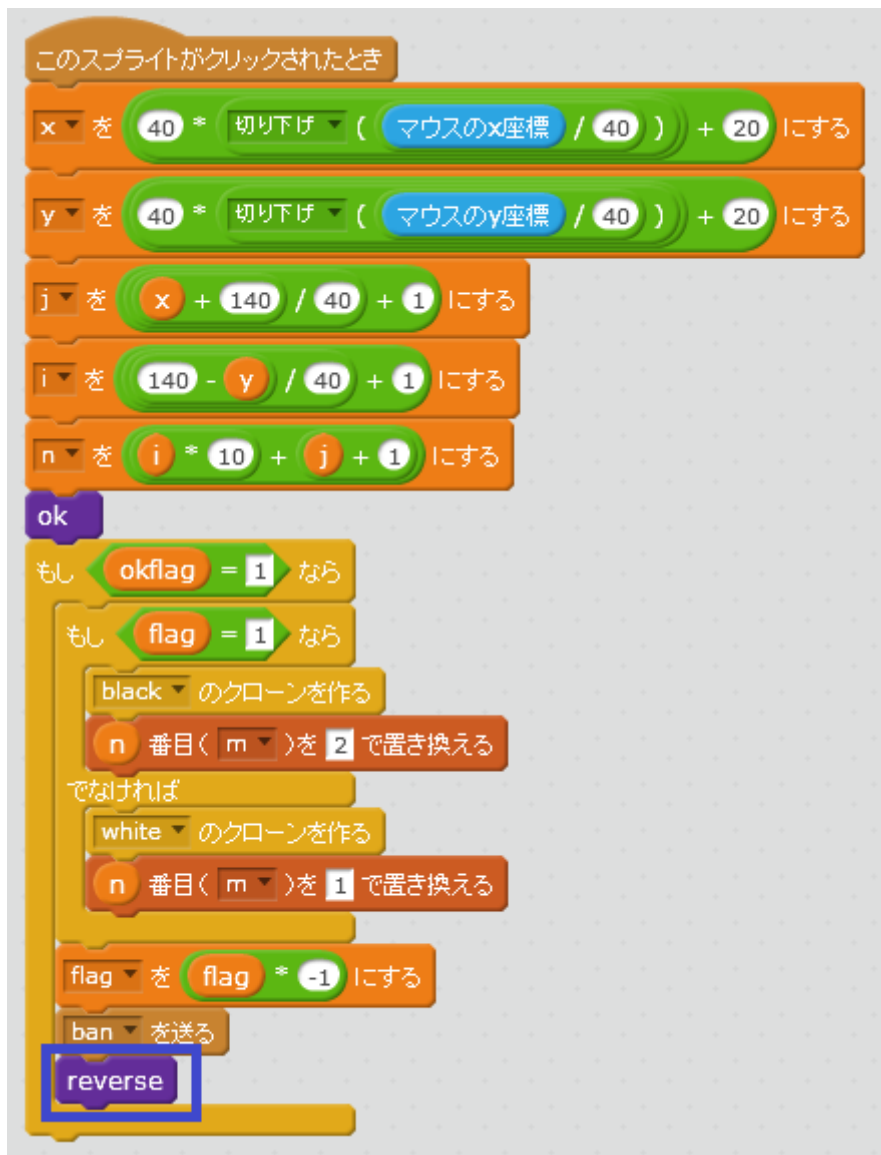 このスプライトがクリックされたとき
x を 40 * 切り下げ ( マウスのx座標 / 40 ) + 20 にする
y を 40 * 切り下げ ( マウスのy座標 / 40 ) + 20 にする
j を x + 140 / 40 + 1 にする
i を 140 - y / 40 + 1 にする
n を i * 10 + j + 1 にする
ok
もし okflag = 1 なら
もし flag = 1 なら
black のクローンを作る
n 番目( m )を 2 で置き換える
でなければ
white のクローンを作る
n 番目( m )を 1 で置き換える
flag を flag * -1 にする
ban を送る
reverse